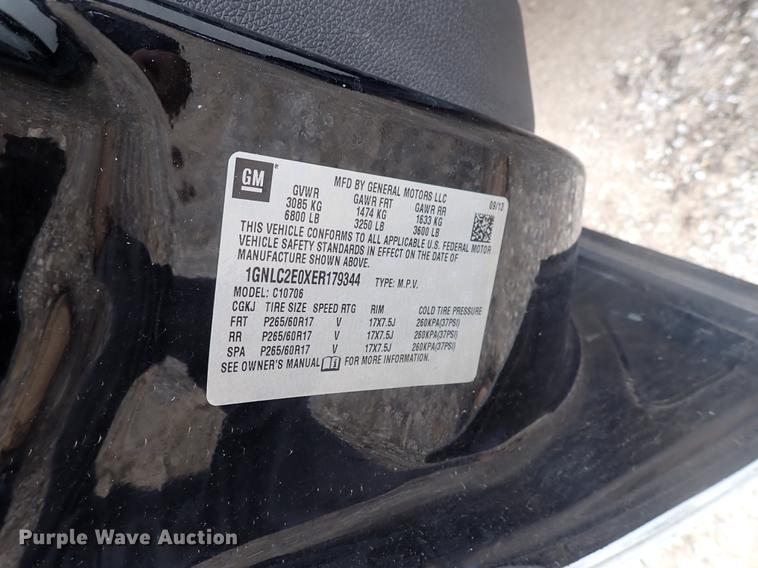 GM
MFD BY GENERAL MOTORS LLC
GVWR GAWR FRT GAWR RR 09/13
3085 KG 1474 KG 1633 KG
6800 LB 3250 LB 3600 LB
THIS VEHICLE CONFORMS TO ALL APPLICABLE U.S. FEDERAL MOTOR
VEHICLE SAFETY STANDARDS IN EFFECT ON THE DATE OF
MANUFACTURE SHOWN ABOVE.
1GNLC2E0XER179344 TYPE: M.P.V.
MODEL: C10706
CGKJ TIRE SIZE SPEED RTG RIM COLD TIRE PRESSURE
FRT P265/60R17 V 17X7.5J 260KPA(37PSI)
RR P265/60R17 V 17X7.5J 260KPA(37PSI)
SPA P265/60R17 V 17X7.5J 260KPA(37PSI)
SEE OWNER'S MANUAL FOR MORE INFORMATION.
Purple Wave Auction